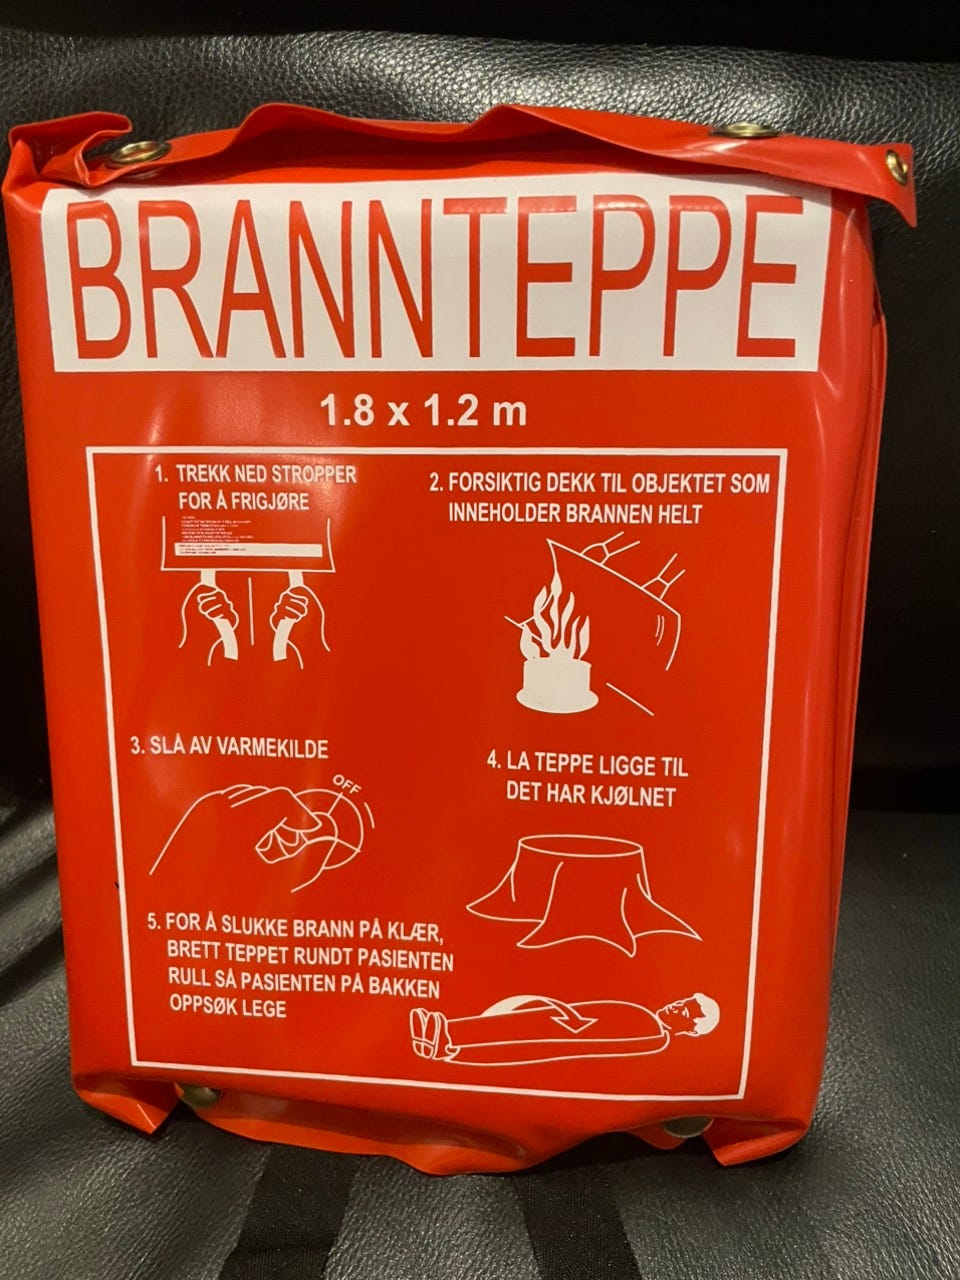 BRANNTEPPE
1.8 x 1.2 m
1. TREKK NED STROPPER
FOR Å FRIGJØRE
2. FORSIKTIG DEKK TIL OBJEKTET SOM
INNEHOLDER BRANNEN HELT
3. SLÅ AV VARMEKILDE
OFF
4. LA TEPPE LIGGE TIL
DET HAR KJØLNET
5. FOR Å SLUKKE BRANN PÅ KLÆR,
BRETT TEPPET RUNDT PASIENTEN
RULL SÅ PASIENTEN PÅ BAKKEN
OPPSØK LEGE